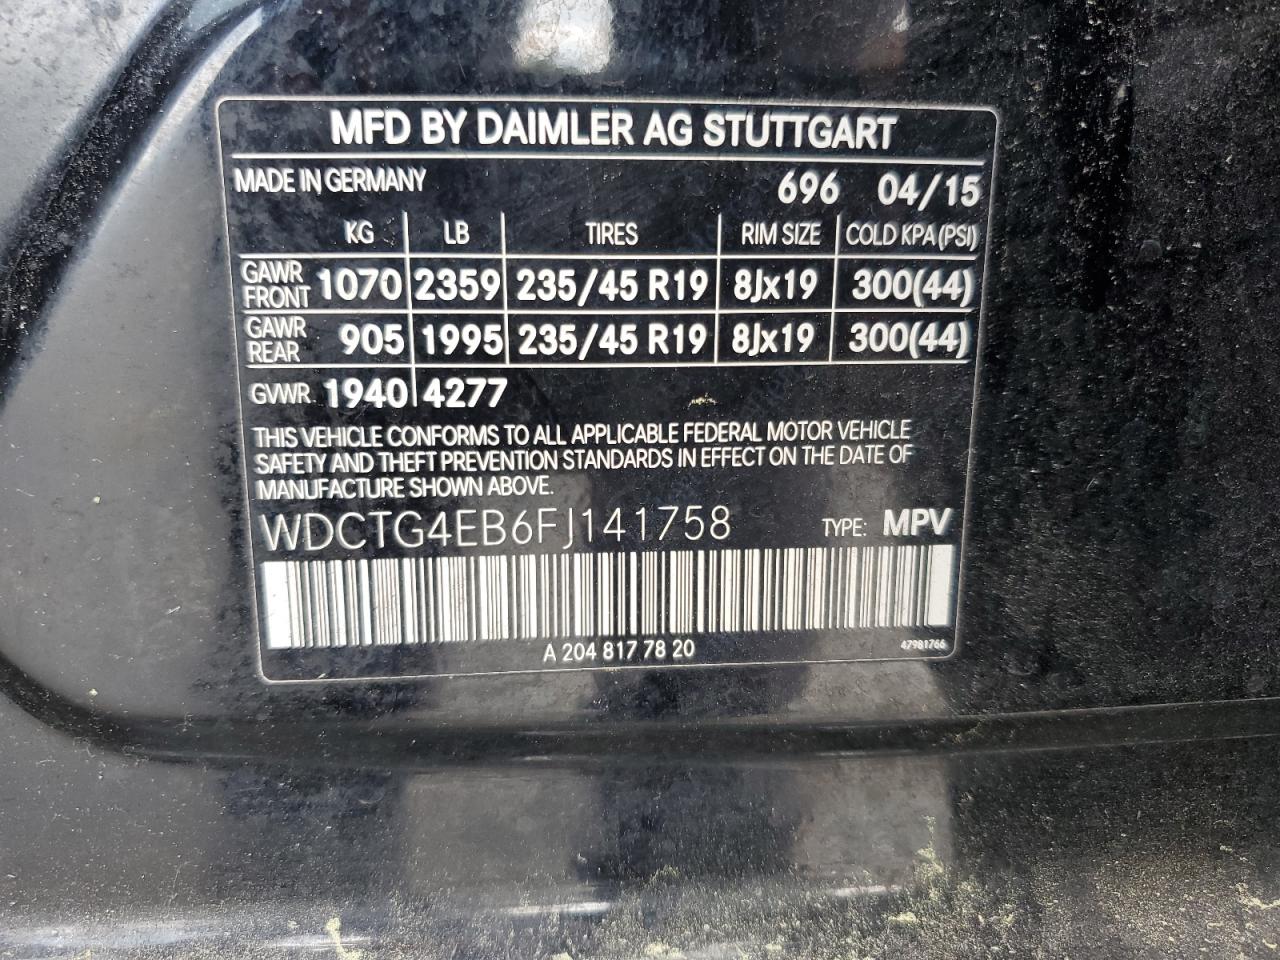 MFD BY DAIMLER AG STUTTGART
MADE IN GERMANY 696 04/15
KG LB TIRES RIM SIZE COLD KPA (PSI)
GAWR FRONT 1070 2359 235/45 R19 8Jx19 300(44)
GAWR REAR 905 1995 235/45 R19 8Jx19 300(44)
GVWR 1940 4277
THIS VEHICLE CONFORMS TO ALL APPLICABLE FEDERAL MOTOR VEHICLE
SAFETY AND THEFT PREVENTION STANDARDS IN EFFECT ON THE DATE OF
MANUFACTURE SHOWN ABOVE.
WDCTG4EB6FJ141758 TYPE: MPV
A 204 817 78 20 47981766